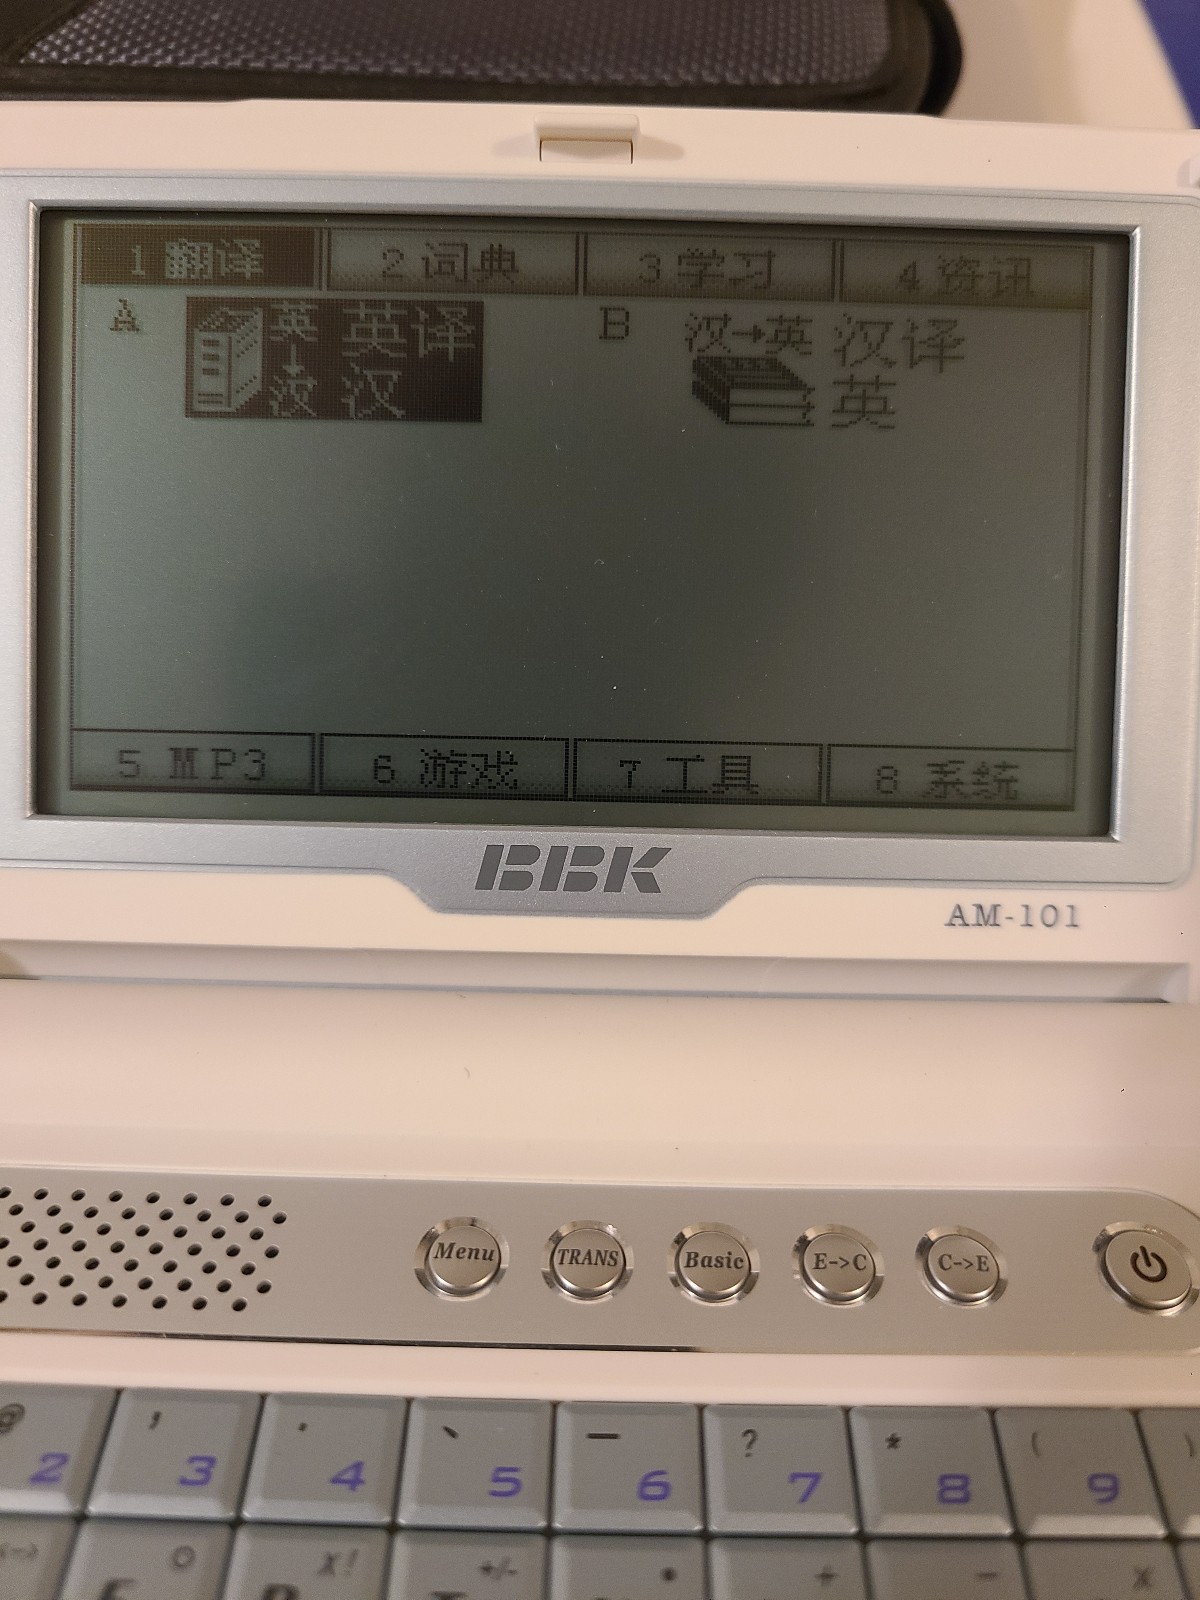 1 翻译 2 词典 3 学习 4 资讯
A 英→汉 英译汉 B 汉→英 汉译英
5 MP3 6 游戏 7 工具 8 系统
BBK
AM-101
Menu TRANS Basic E->C C->E
@ , . 、 — ? * ( )
2 3 4 5 6 7 8 9
<-> ○ X! +/- • + - x